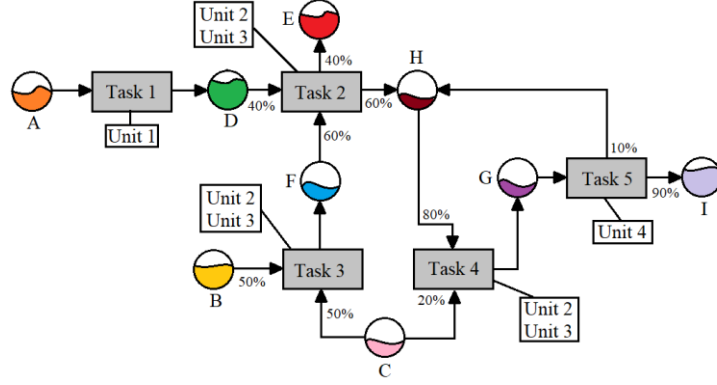 Unit 2
Unit 3
E
40%
H
Task 1
Task 2
A
D
40%
60%
Unit 1
60%
10%
F
G
Task 5
90%
I
Unit 2
Unit 3
80%
Unit 4
Task 3
Task 4
B
50%
50%
20%
Unit 2
Unit 3
C